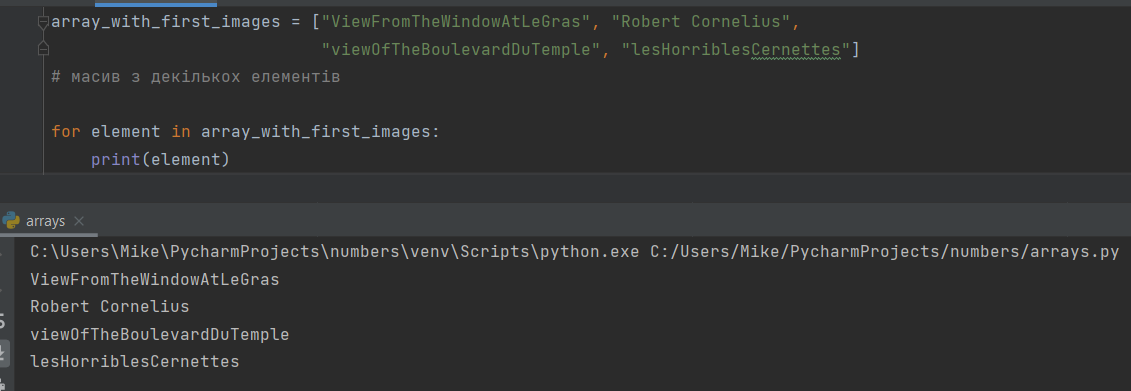 array_with_first_images = ["ViewFromTheWindowAtLeGras", "Robert Cornelius",
"viewOfTheBoulevardDuTemple", "lesHorriblesCernettes"]
# масив з декількох елементів
for element in array_with_first_images:
print(element)
arrays
C:\Users\Mike\PycharmProjects\numbers\venv\Scripts\python.exe C:/Users/Mike/PycharmProjects/numbers/arrays.py
ViewFromTheWindowAtLeGras
Robert Cornelius
viewOfTheBoulevardDuTemple
lesHorriblesCernettes